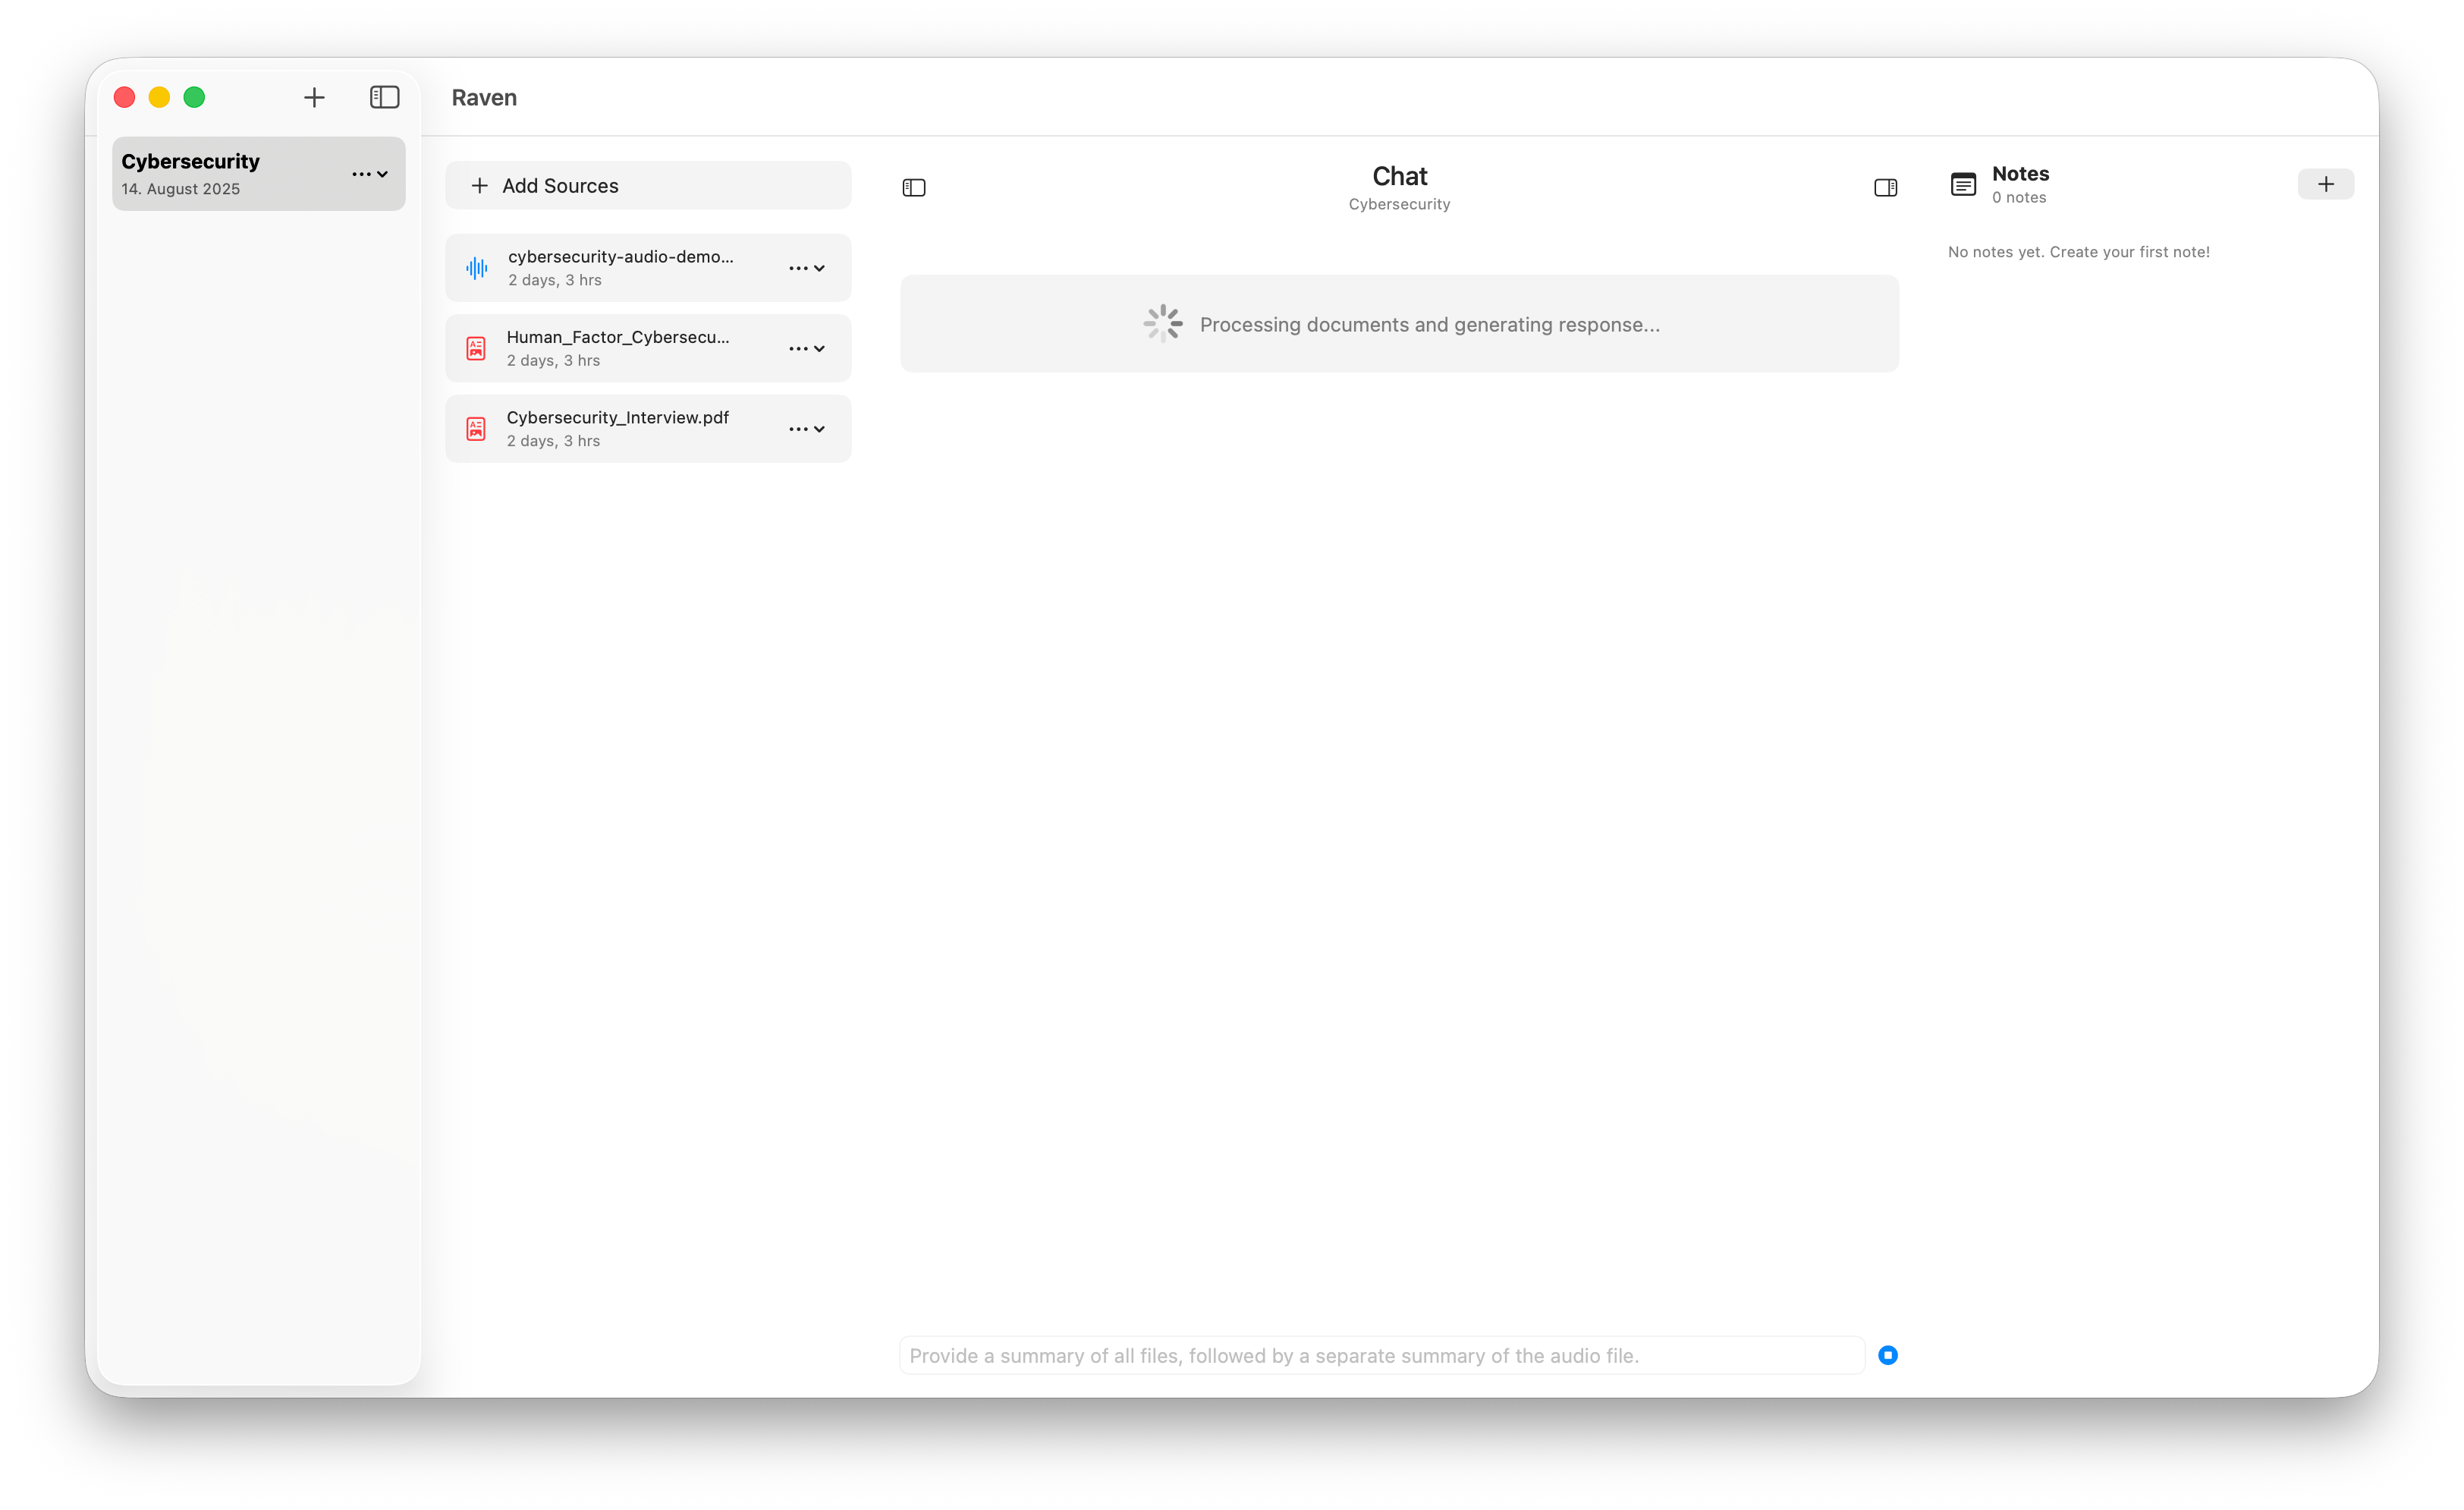 Raven
Cybersecurity
14. August 2025
Add Sources
cybersecurity-audio-demo...
2 days, 3 hrs
Human_Factor_Cybersecu...
2 days, 3 hrs
Cybersecurity_Interview.pdf
2 days, 3 hrs
Chat
Cybersecurity
Processing documents and generating response...
Provide a summary of all files, followed by a separate summary of the audio file.
Notes
0 notes
No notes yet. Create your first note!